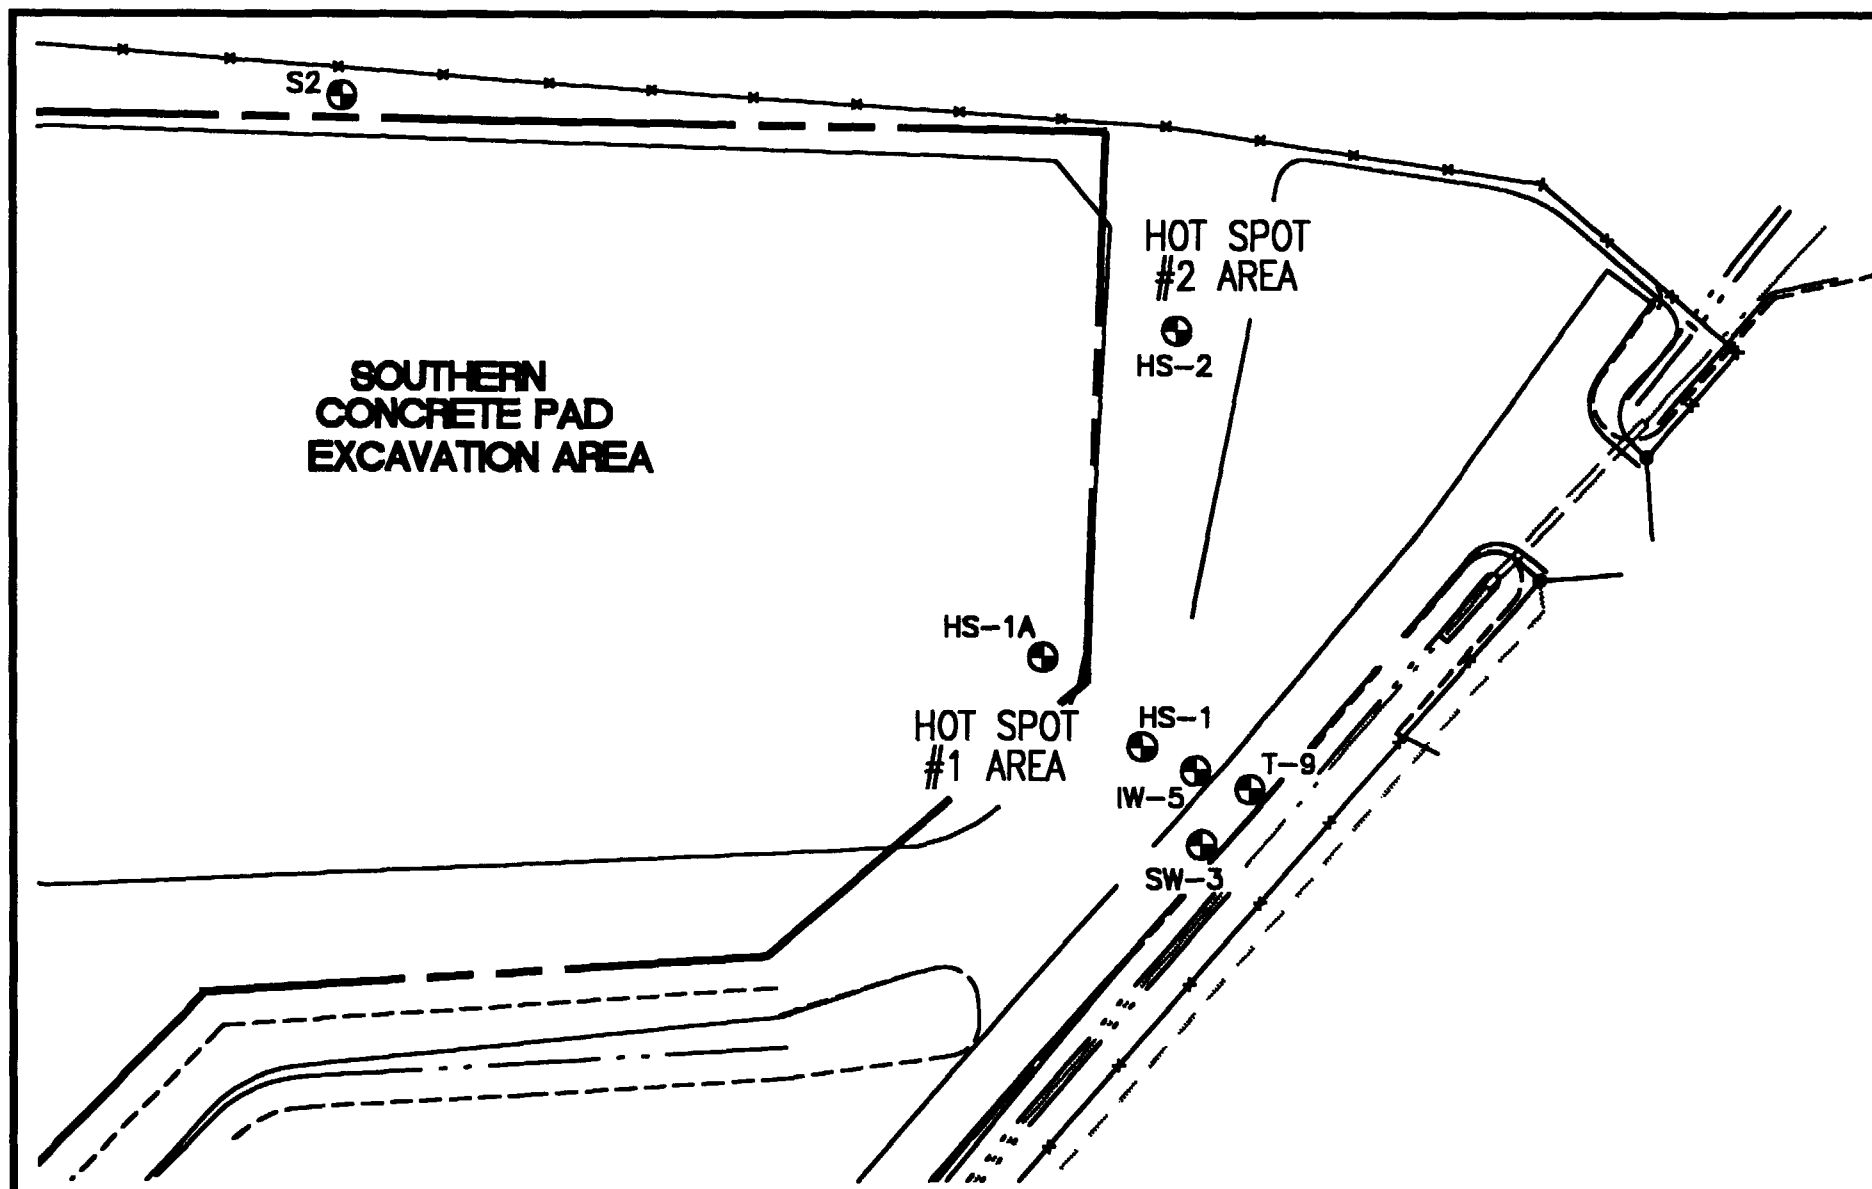 S2
HOT SPOT
#2 AREA
HS-2
SOUTHERN
CONCRETE PAD
EXCAVATION AREA
HS-1A
HOT SPOT
#1 AREA
HS-1
T-9
IW-5
SW-3